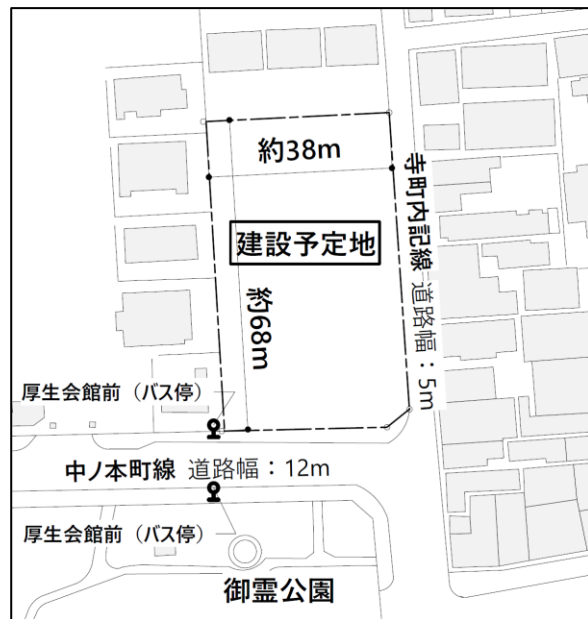 約38m
寺町内記線 道路幅：5m
建設予定地
約68m
厚生会館前（バス停）
中ノ本町線 道路幅：12m
厚生会館前（バス停）
御霊公園